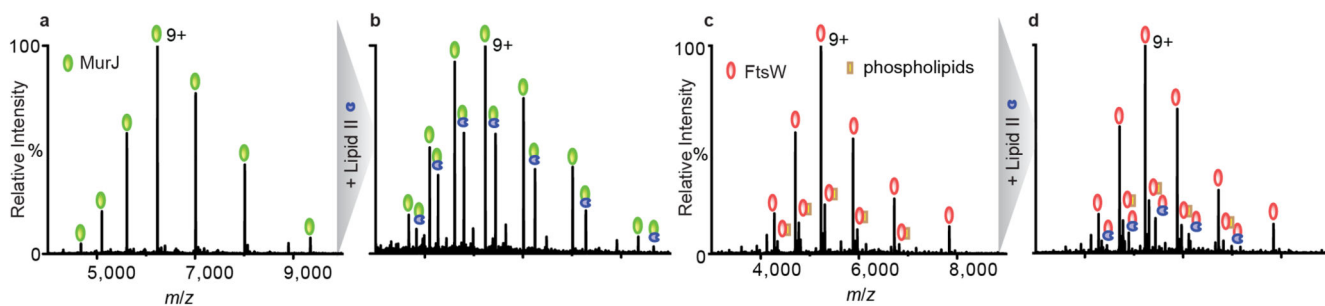 a
100
9+
MurJ
Relative Intensity
%
0
5,000
7,000
9,000
m/z
+ Lipid II
b
9+
c
100
9+
FtsW
phospholipids
Relative Intensity
%
0
4,000
6,000
8,000
m/z
+ Lipid II
d
9+